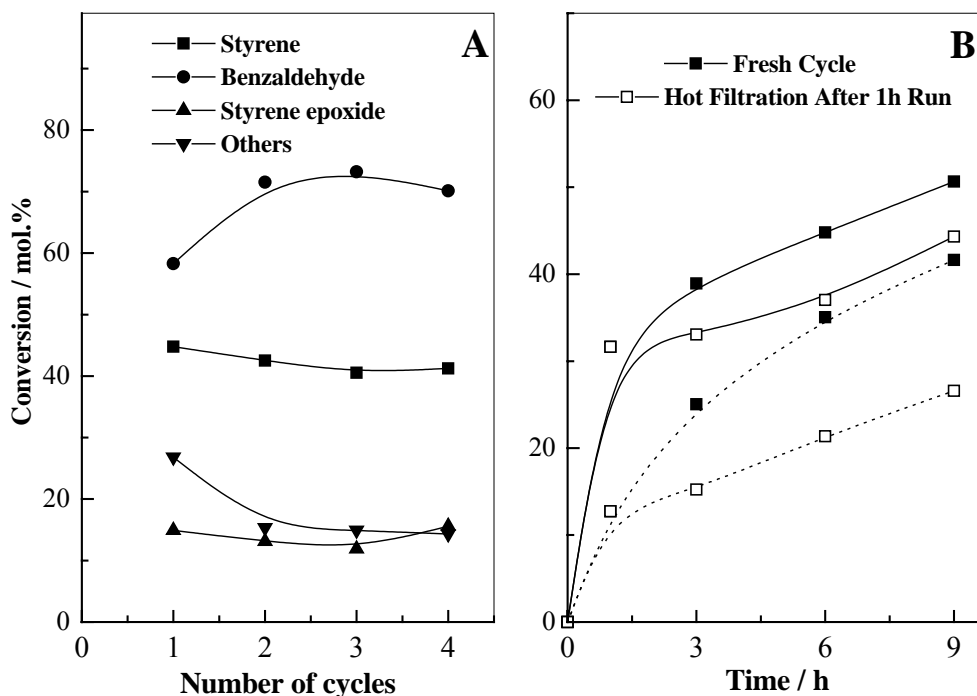 A
Styrene
Benzaldehyde
Styrene epoxide
Others
Conversion / mol.%
80
60
40
20
0
0
1
2
3
4
Number of cycles
B
Fresh Cycle
Hot Filtration After 1h Run
60
40
20
0
0
3
6
9
Time / h